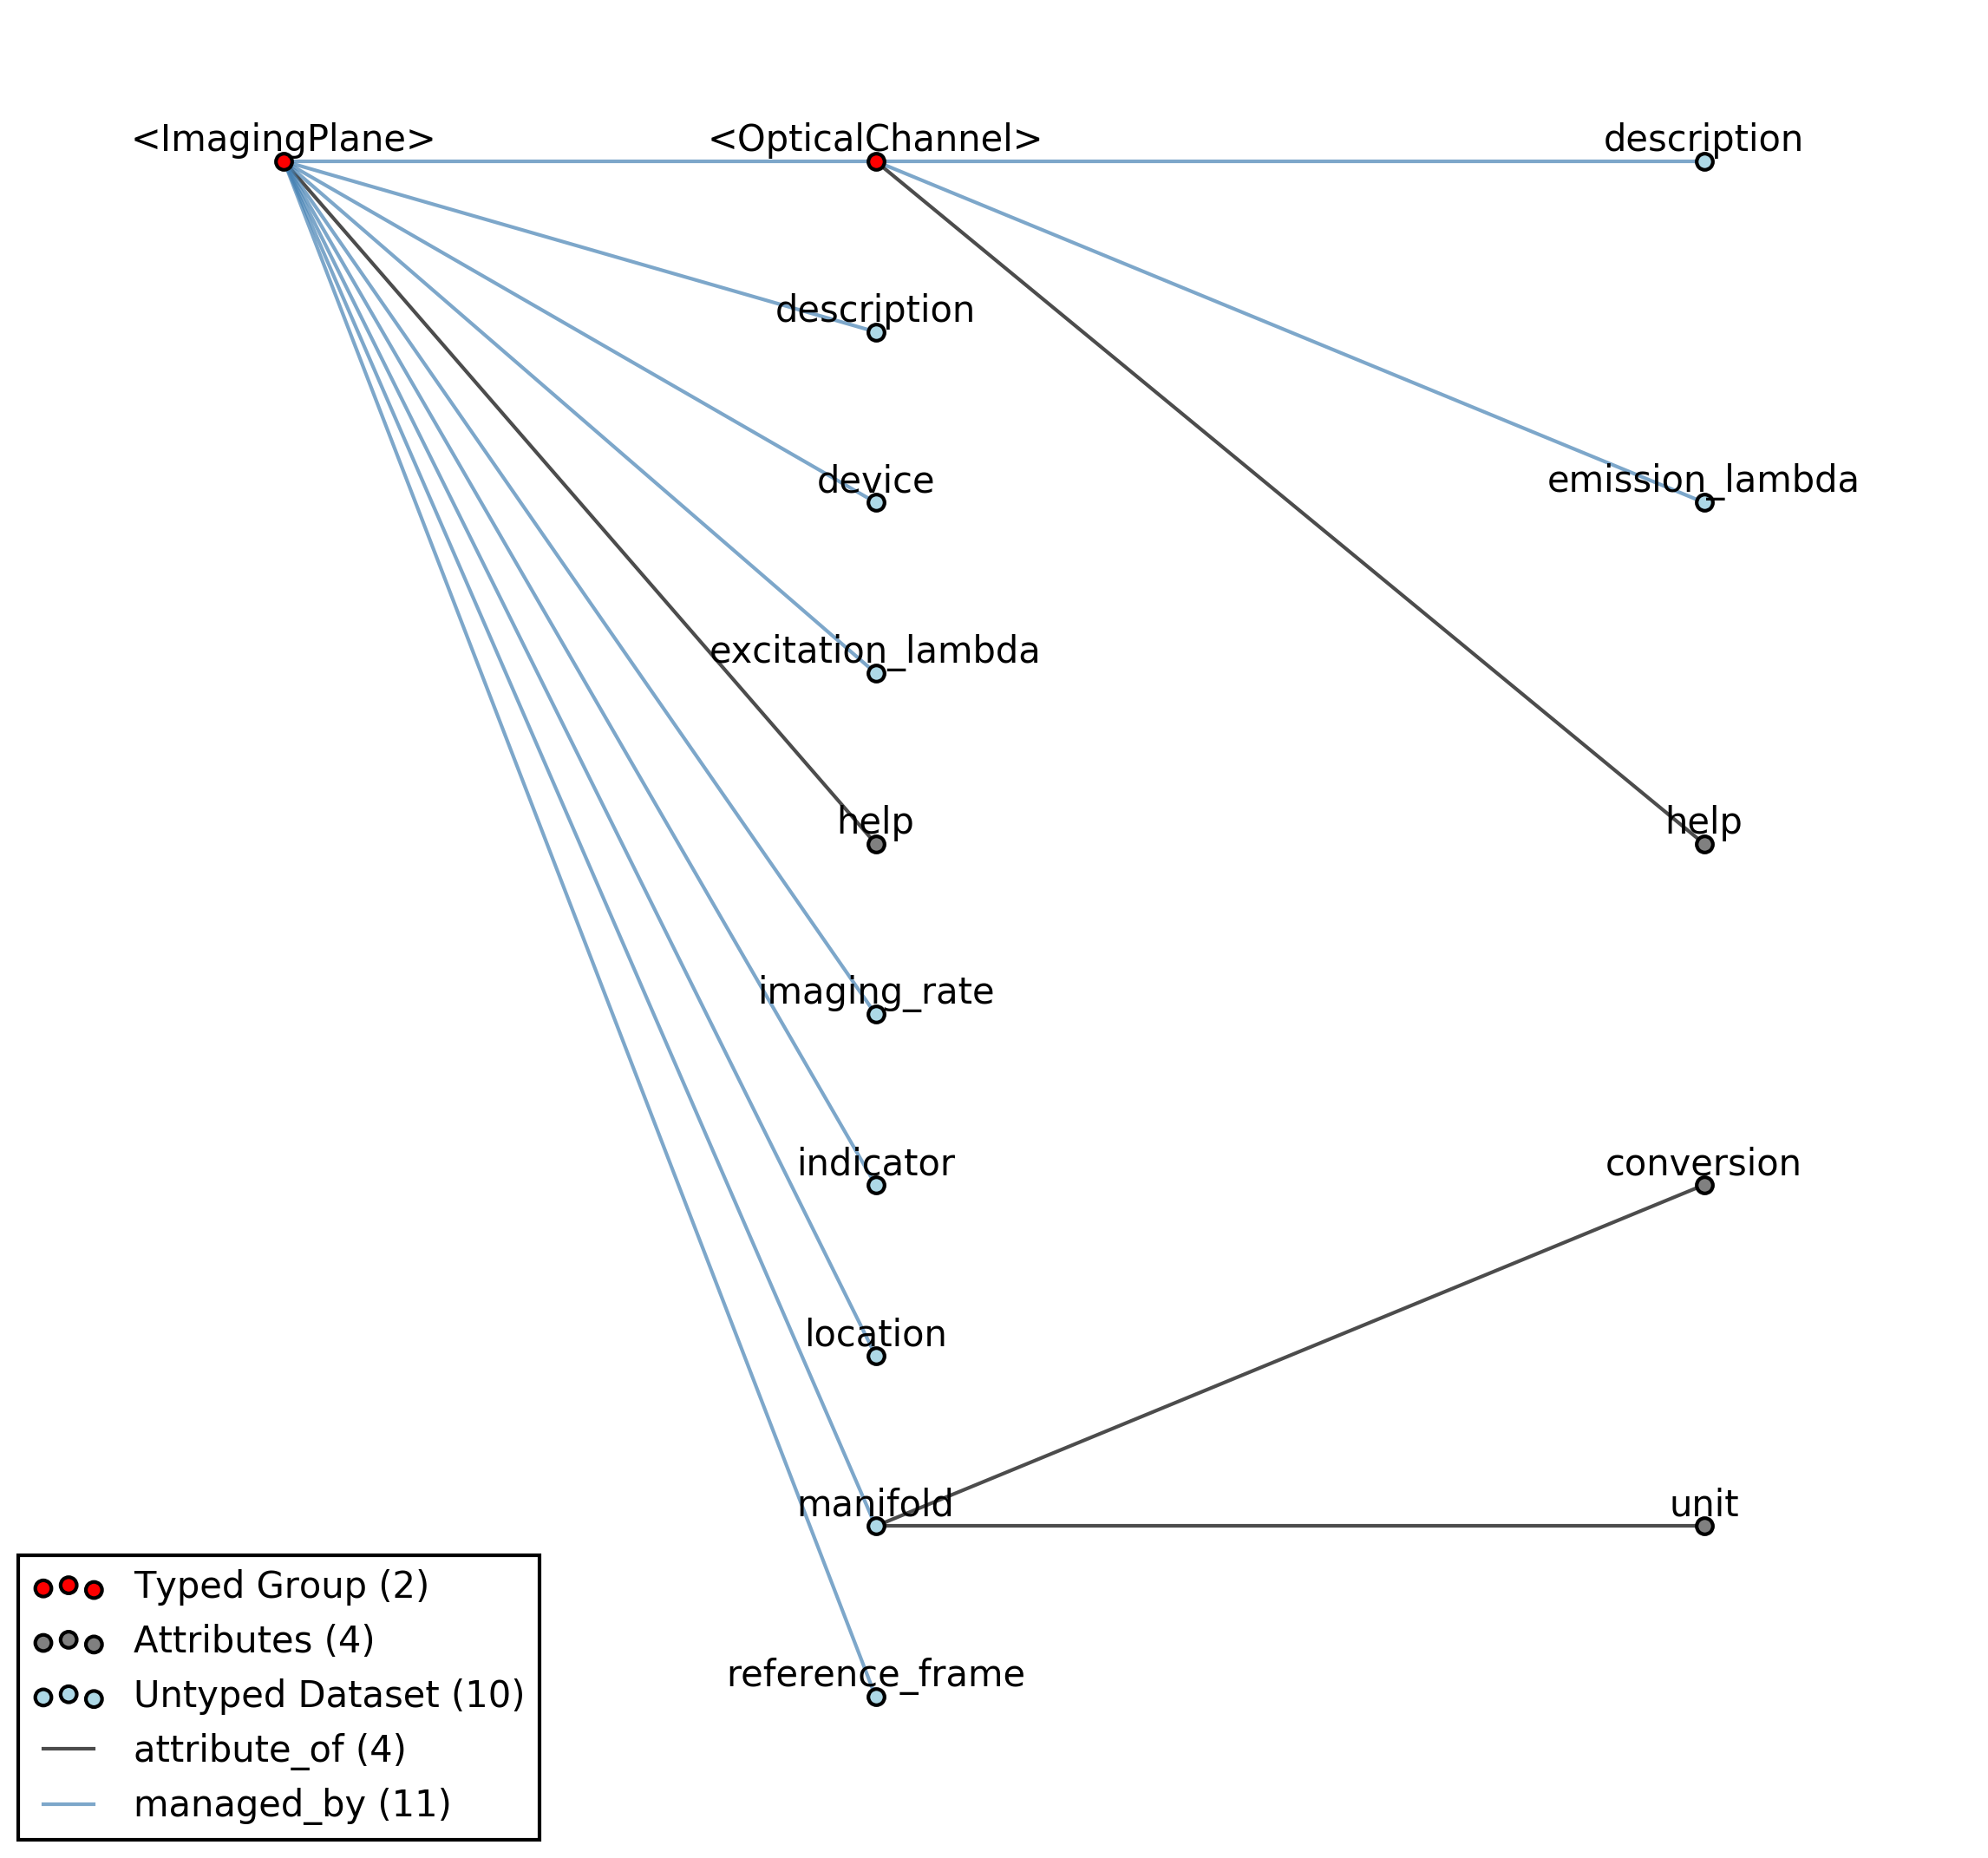 <ImagingPlane>
<OpticalChannel>
description
description
device
emission_lambda
excitation_lambda
help
help
imaging_rate
indicator
conversion
location
manifold
unit
reference_frame
Typed Group (2)
Attributes (4)
Untyped Dataset (10)
attribute_of (4)
managed_by (11)